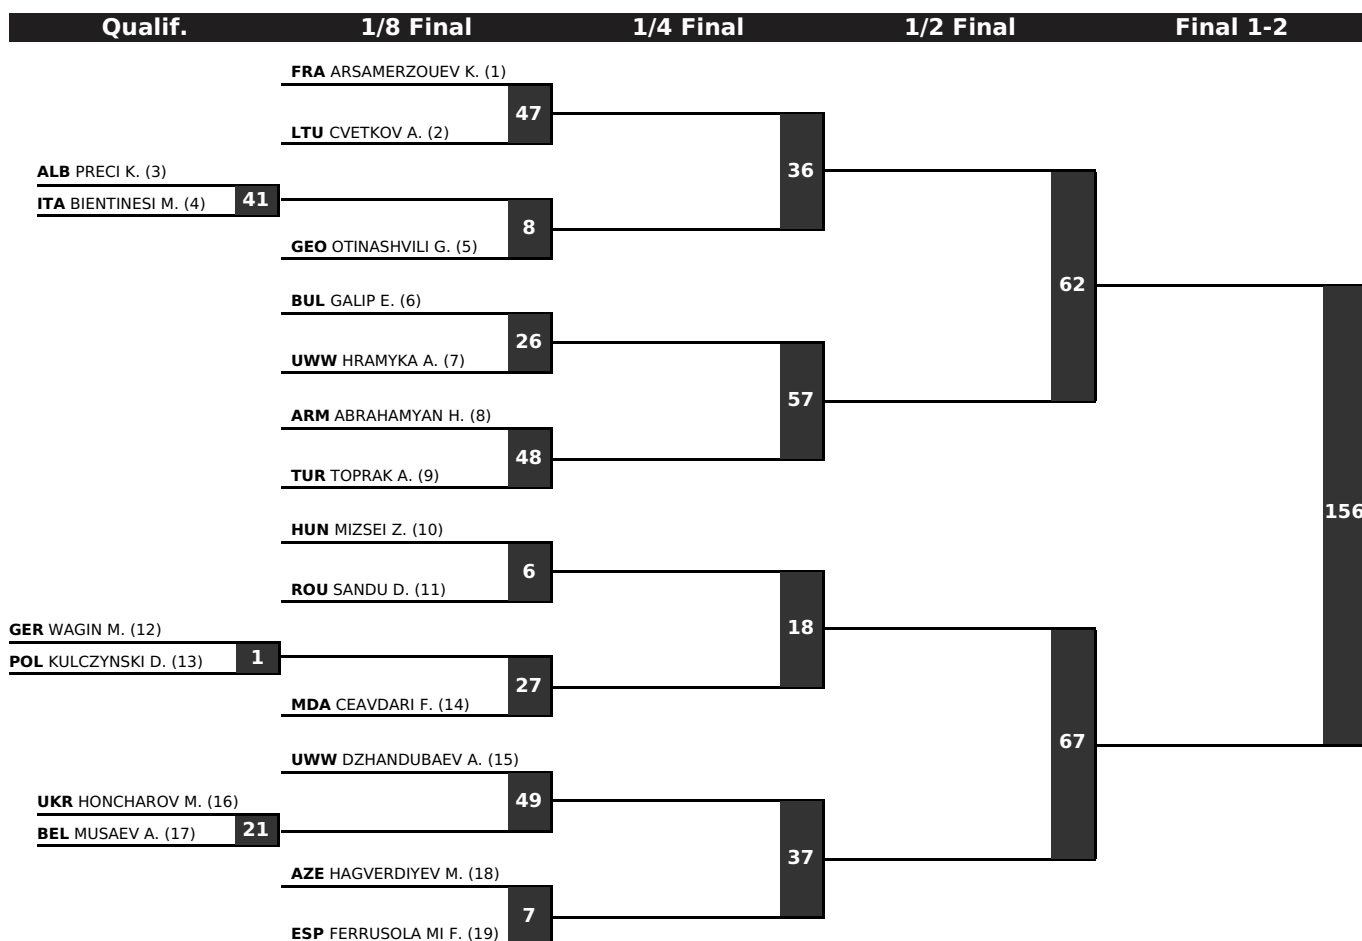 Qualif. 1/8 Final 1/4 Final 1/2 Final Final 1-2
FRA ARSAMERZOUEV K. (1)
47
LTU CVETKOV A. (2)
36
ALB PRECI K. (3)
ITA BIENTINESI M. (4) 41
8
GEO OTINASHVILI G. (5)
62
BUL GALIP E. (6)
26
UWW HRAMYKA A. (7)
57
ARM ABRAHAMYAN H. (8)
48
TUR TOPRAK A. (9)
156
HUN MIZSEI Z. (10)
6
ROU SANDU D. (11)
18
GER WAGIN M. (12)
POL KULCZYNSKI D. (13) 1
27
MDA CEAVDARI F. (14)
67
UWW DZHANDUBAEV A. (15)
49
UKR HONCHAROV M. (16)
BEL MUSAEV A. (17) 21
37
AZE HAGVERDIYEV M. (18)
7
ESP FERRUSOLA MI F. (19)